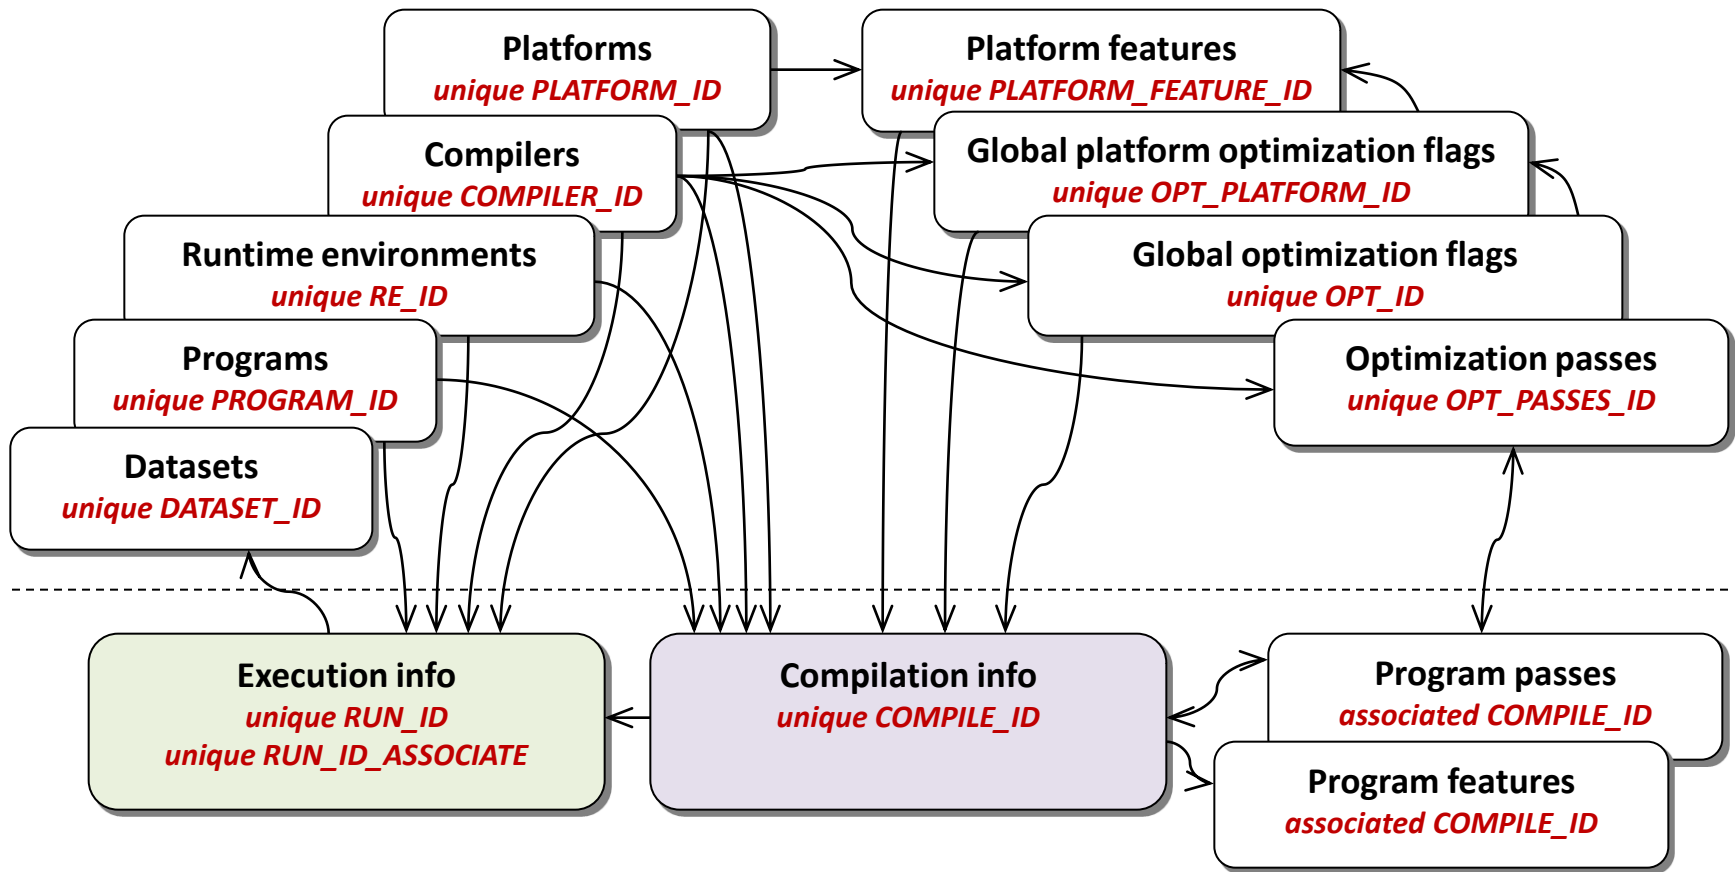 Platforms
unique PLATFORM_ID
Platform features
unique PLATFORM_FEATURE_ID
Compilers
unique COMPILER_ID
Global platform optimization flags
unique OPT_PLATFORM_ID
Runtime environments
unique RE_ID
Global optimization flags
unique OPT_ID
Programs
unique PROGRAM_ID
Optimization passes
unique OPT_PASSES_ID
Datasets
unique DATASET_ID
Execution info
unique RUN_ID
unique RUN_ID_ASSOCIATE
Compilation info
unique COMPILE_ID
Program passes
associated COMPILE_ID
Program features
associated COMPILE_ID